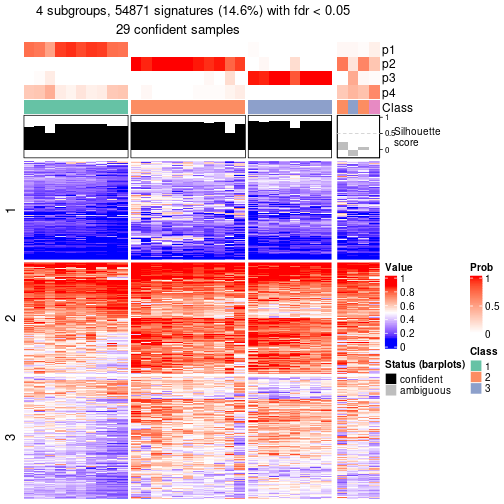 4 subgroups, 54871 signatures (14.6%) with fdr < 0.05
29 confident samples
p1
p2
p3
p4
Class
1
0.5
0
Silhouette
score
1
2
3
Value
1
0.8
0.6
0.4
0.2
0
Status (barplots)
confident
ambiguous
Prob
1
0.5
0
Class
1
2
3